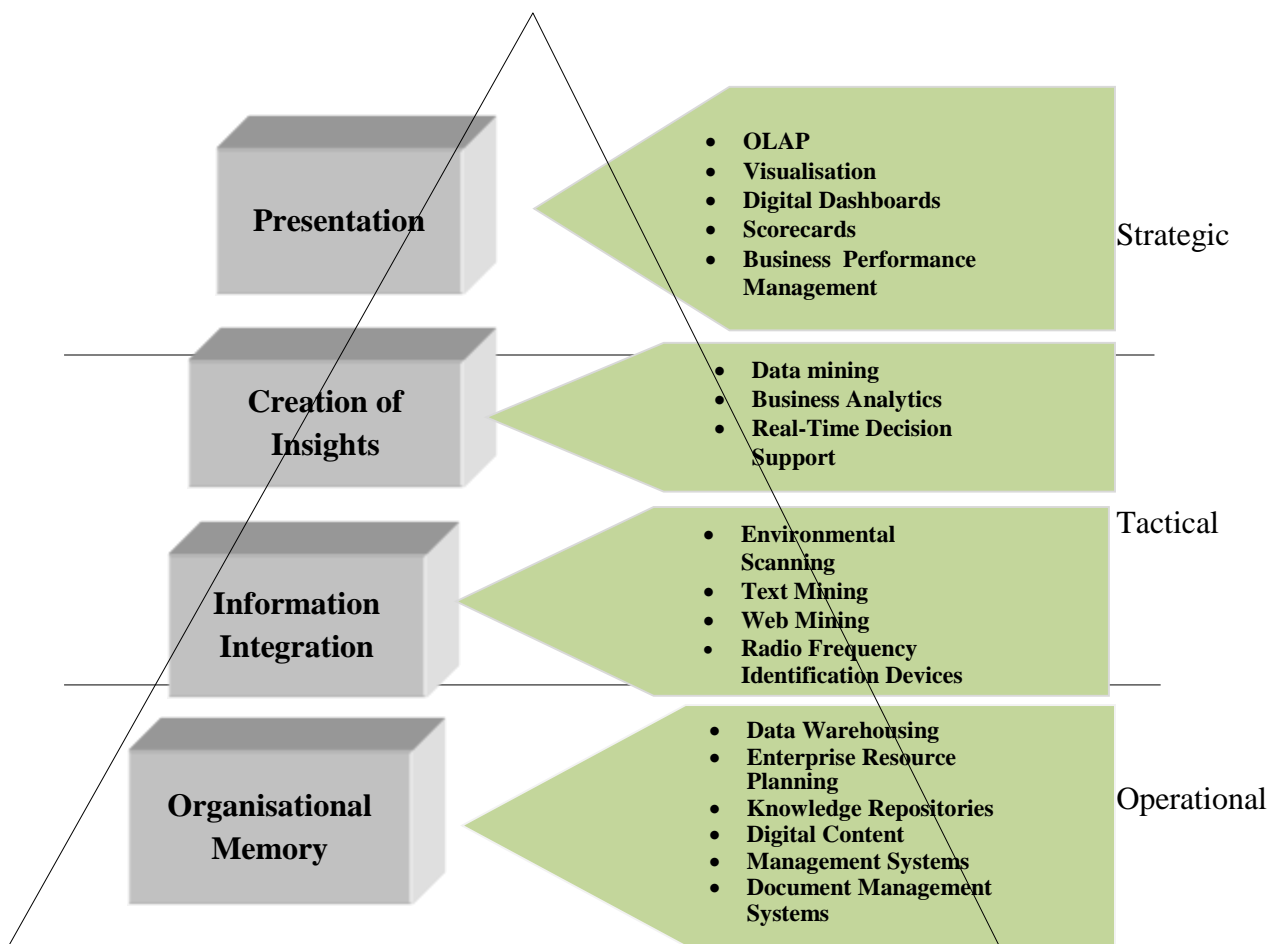 Presentation
• OLAP
• Visualisation
• Digital Dashboards
• Scorecards
• Business Performance
Management
Strategic
Creation of
Insights
• Data mining
• Business Analytics
• Real-Time Decision
Support
Tactical
Information
Integration
• Environmental
Scanning
• Text Mining
• Web Mining
• Radio Frequency
Identification Devices
Organisational
Memory
• Data Warehousing
• Enterprise Resource
Planning
• Knowledge Repositories
• Digital Content
• Management Systems
• Document Management
Systems
Operational